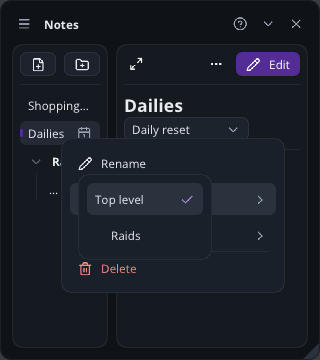 Notes
Edit
Shopping...
Dailies
Dailies
Daily reset
...
Rename
Top level
Raids
Delete